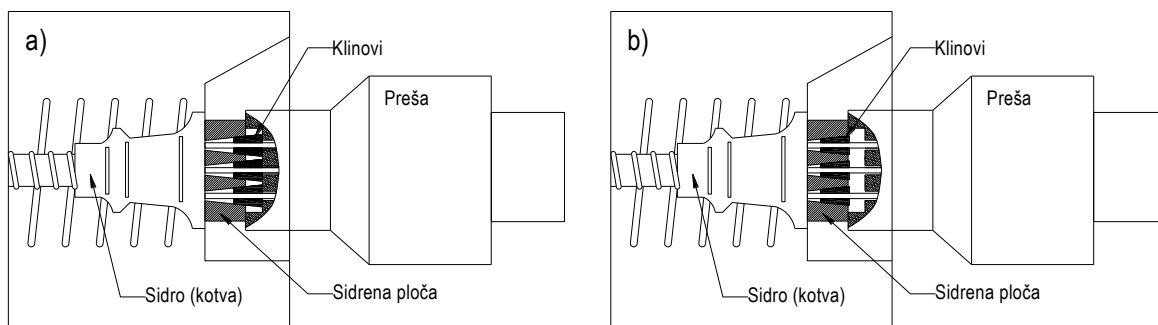 a)
Klinovi
Preša
Sidro (kotva)
Sidrena ploča
b)
Klinovi
Preša
Sidro (kotva)
Sidrena ploča